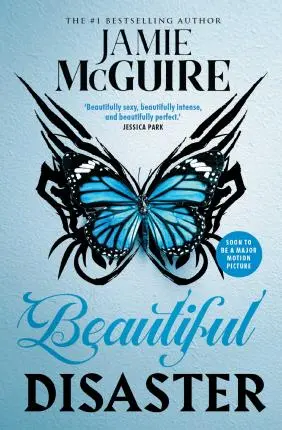 THE #1 BESTSELLING AUTHOR
JAMIE
McGUIRE
‘Beautifully sexy, beautifully intense,
and beautifully perfect.’
JESSICA PARK
SOON TO
BE A MAJOR
MOTION
PICTURE
Beautiful
DISASTER